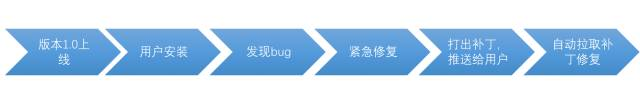 版本1.0上
线
用户安装
发现bug
紧急修复
打出补丁,
推送给用户
自动拉取补
丁修复